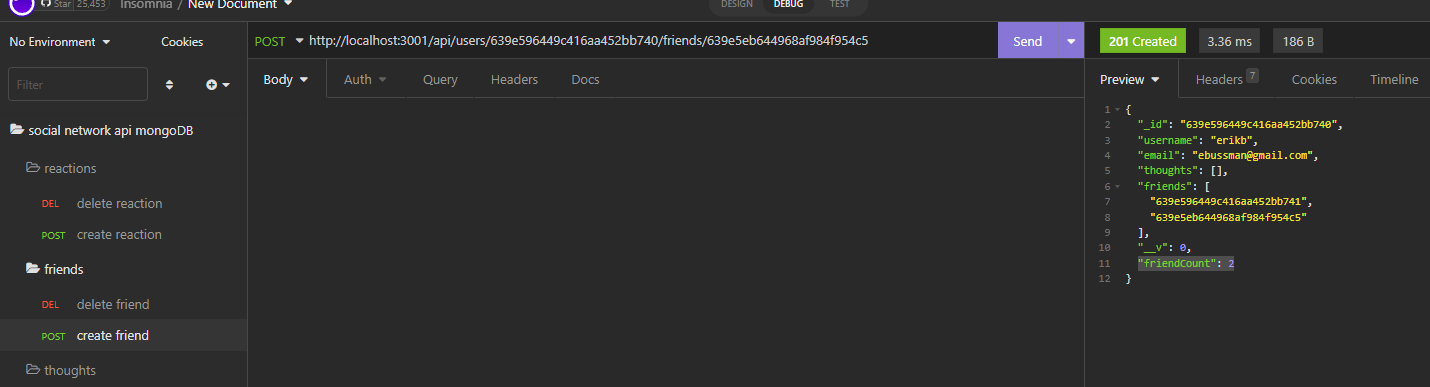 Star 25,453 Insomnia / New Document DESIGN DEBUG TEST
No Environment Cookies
Filter
social network api mongoDB
reactions
DEL delete reaction
POST create reaction
friends
DEL delete friend
POST create friend
thoughts
POST http://localhost:3001/api/users/639e596449c416aa452bb740/friends/639e5eb644968af984f954c5 Send
Body Auth Query Headers Docs
201 Created 3.36 ms 186 B
Preview Headers 7 Cookies Timeline
1 {
2 "_id": "639e596449c416aa452bb740",
3 "username": "erikb",
4 "email": "ebussman@gmail.com",
5 "thoughts": [],
6 "friends": [
7 "639e596449c416aa452bb741",
8 "639e5eb644968af984f954c5"
9 ],
10 "__v": 0,
11 "friendCount": 2
12 }